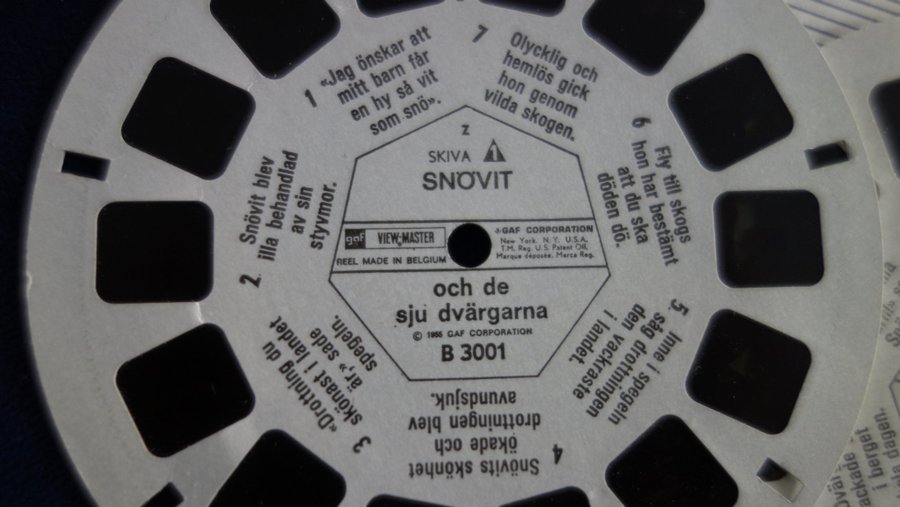 1 «Jag önskar att
mitt barn får
en hy så vit
som snö».
2. Snövit blev
illa behandlad
av sin
styvmor.
3 «Drottning du
skönast i landet
är,» sade
spegeln.
4 Snövits skönhet
ökade och
drottningen blev
avundsjuk.
5 Inne i spegeln
såg drottningen
den vackraste
i landet.
6 Fly till skogs
hon har bestämt
att du ska
döden dö.
7 Olycklig och
hemlös gick
hon genom
vilda skogen.
Z
SKIVA 1
SNÖVIT
gaf VIEW-MASTER
REEL MADE IN BELGIUM
GAF CORPORATION
New York. N. Y. U.S.A.
T.M. Reg. U.S. Patent Off.
Marque déposée. Marca Reg.
och de
sju dvärgarna
© 1955 GAF CORPORATION
B 3001
i berget
dagen.